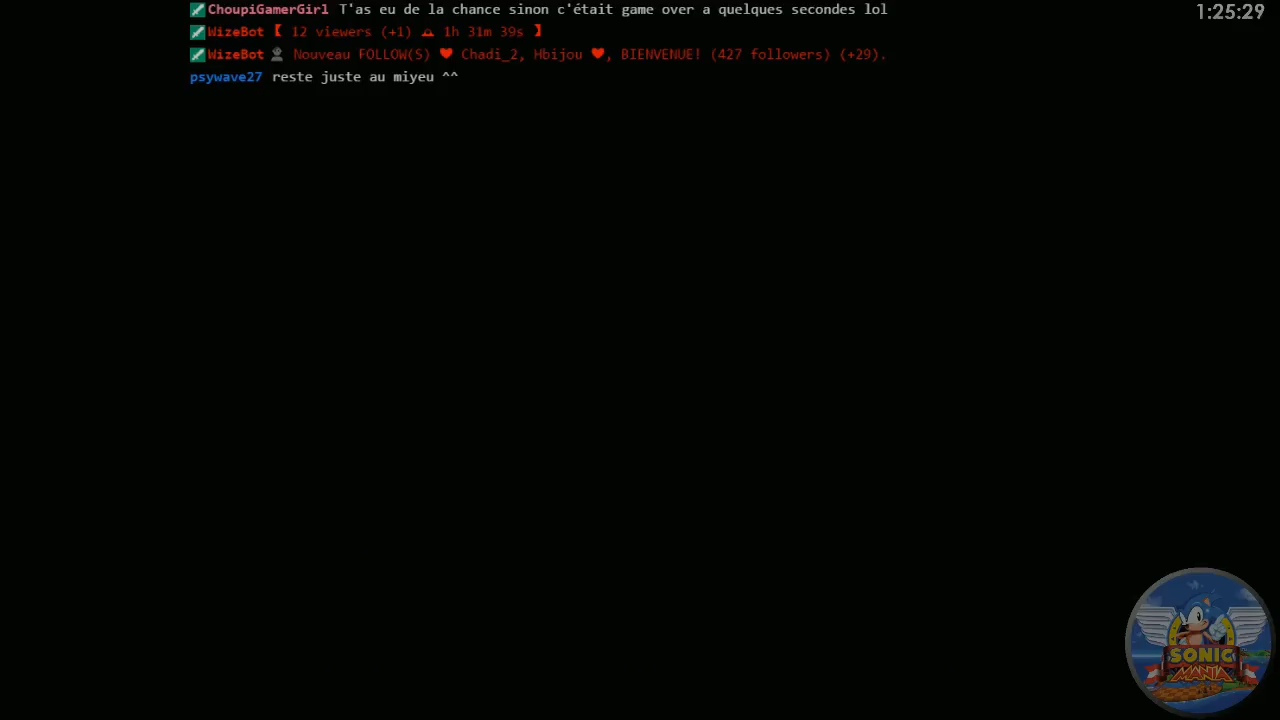 ChoupiGamerGirl T'as eu de la chance sinon c'était game over a quelques secondes lol
1:25:29
WizeBot 【 12 viewers (+1) 1h 31m 39s 】
WizeBot Nouveau FOLLOW(S) ❤ Chadi_2, Hbijou ❤, BIENVENUE! (427 followers) (+29).
psywave27 reste juste au miyeu ^^
SONIC
MANIA